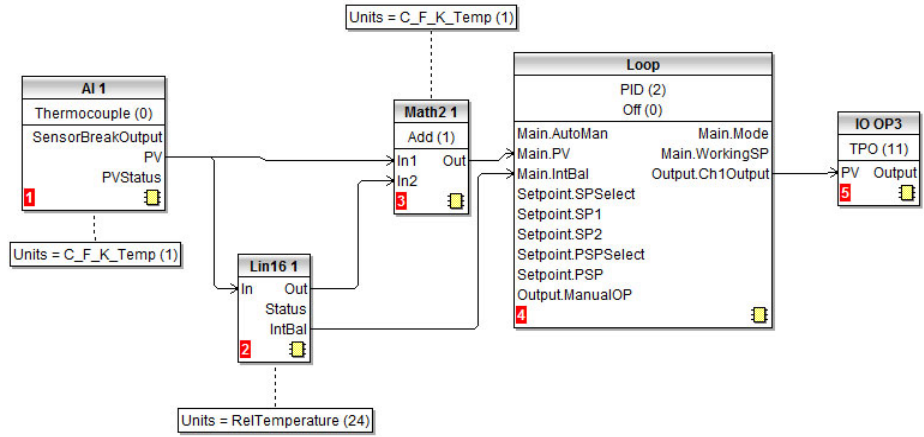 Units = C_F_K_Temp (1)
AI 1
Thermocouple (0)
SensorBreakOutput
PV
PVStatus
1
Units = C_F_K_Temp (1)
Lin16 1
In Out
Status
IntBal
2
Units = RelTemperature (24)
Math2 1
Add (1)
In1 Out
In2
3
Loop
PID (2)
Off (0)
Main.AutoMan Main.Mode
Main.PV Main.WorkingSP
Main.IntBal Output.Ch1Output
Setpoint.SPSelect
Setpoint.SP1
Setpoint.SP2
Setpoint.PSPSelect
Setpoint.PSP
Output.ManualOP
4
IO OP3
TPO (11)
PV Output
5